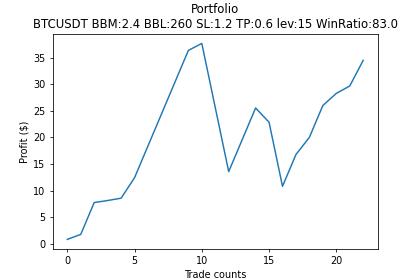 Portfolio
BTCUSDT BBM:2.4 BBL:260 SL:1.2 TP:0.6 lev:15 WinRatio:83.0
35
30
25
20
15
10
5
0
Profit ($)
0 5 10 15 20
Trade counts